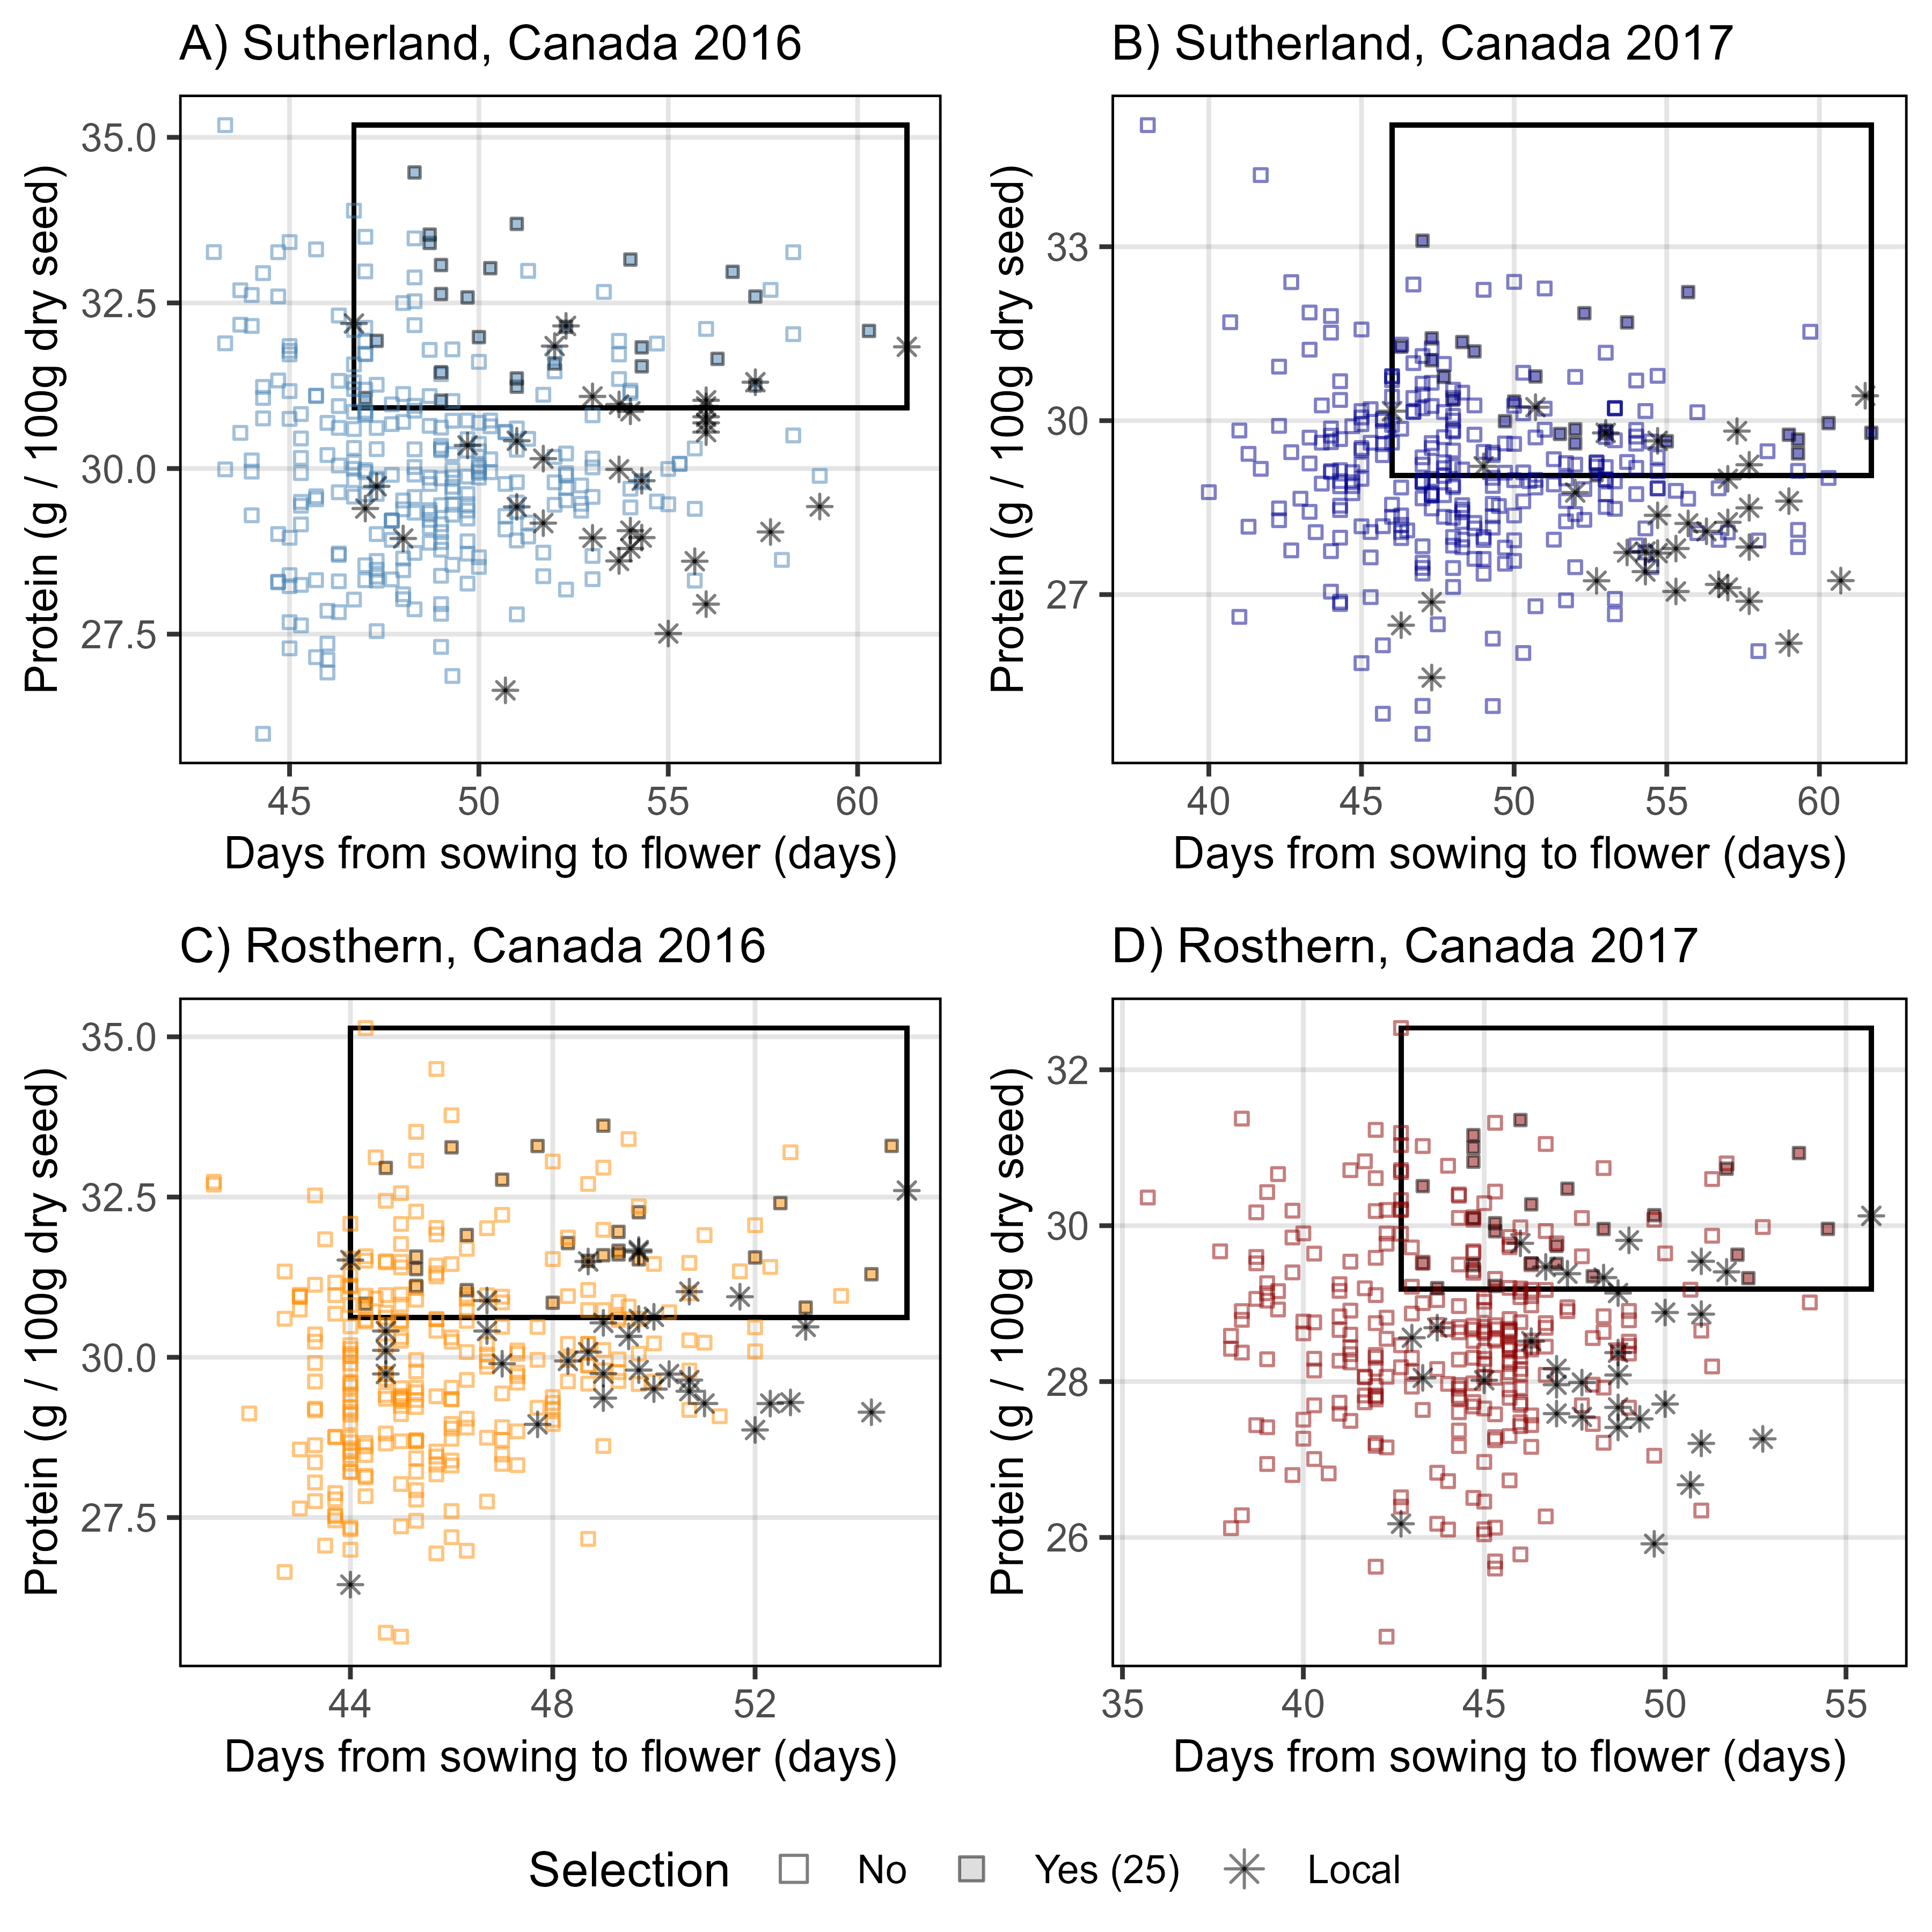 A) Sutherland, Canada 2016
B) Sutherland, Canada 2017
Protein (g / 100g dry seed)
35.0
32.5
30.0
27.5
45
50
55
60
Days from sowing to flower (days)
Protein (g / 100g dry seed)
33
30
27
40
45
50
55
60
Days from sowing to flower (days)
C) Rosthern, Canada 2016
D) Rosthern, Canada 2017
Protein (g / 100g dry seed)
35.0
32.5
30.0
27.5
44
48
52
Days from sowing to flower (days)
Protein (g / 100g dry seed)
32
30
28
26
35
40
45
50
55
Days from sowing to flower (days)
Selection No Yes (25) Local